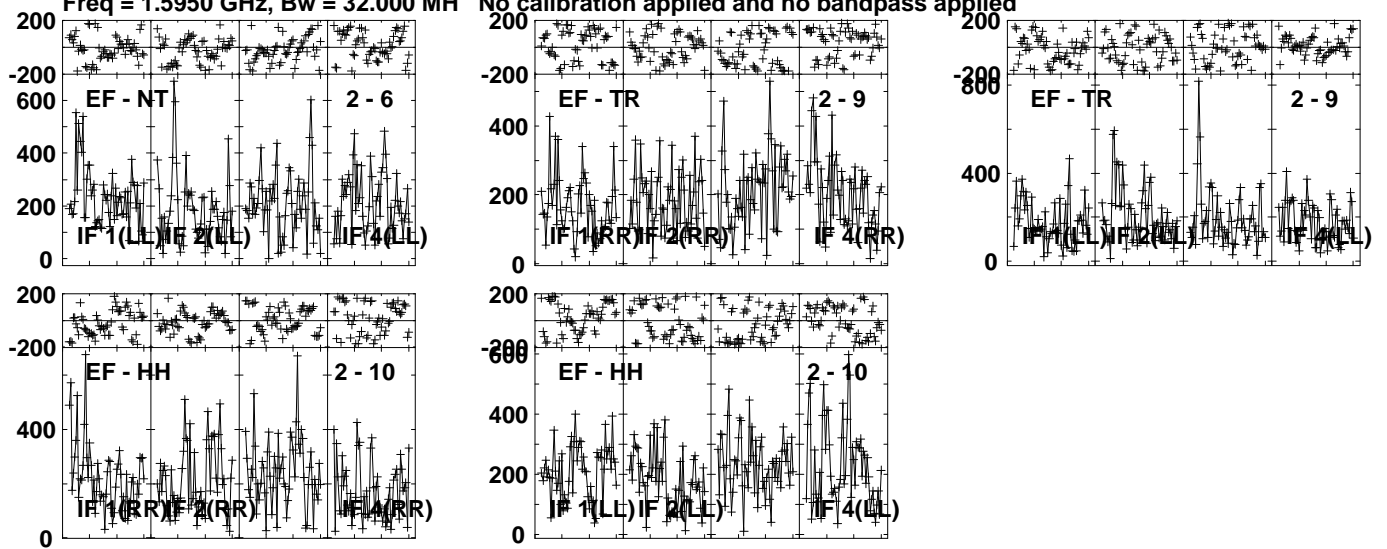 Freq = 1.5950 GHz, Bw = 32.000 MH   No calibration applied and no bandpass applied
200
-200
600
400
200
0
EF - NT
2 - 6
IF 1(LL)
IF 2(LL)
IF 4(LL)
200
-200
600
400
200
0
EF - TR
2 - 9
IF 1(RR)
IF 2(RR)
IF 4(RR)
200
-200
800
400
0
EF - TR
2 - 9
IF 1(LL)
IF 2(LL)
IF 4(LL)
200
-200
400
0
EF - HH
2 - 10
IF 1(RR)
IF 2(RR)
IF 4(RR)
200
-200
600
400
200
0
EF - HH
2 - 10
IF 1(LL)
IF 2(LL)
IF 4(LL)